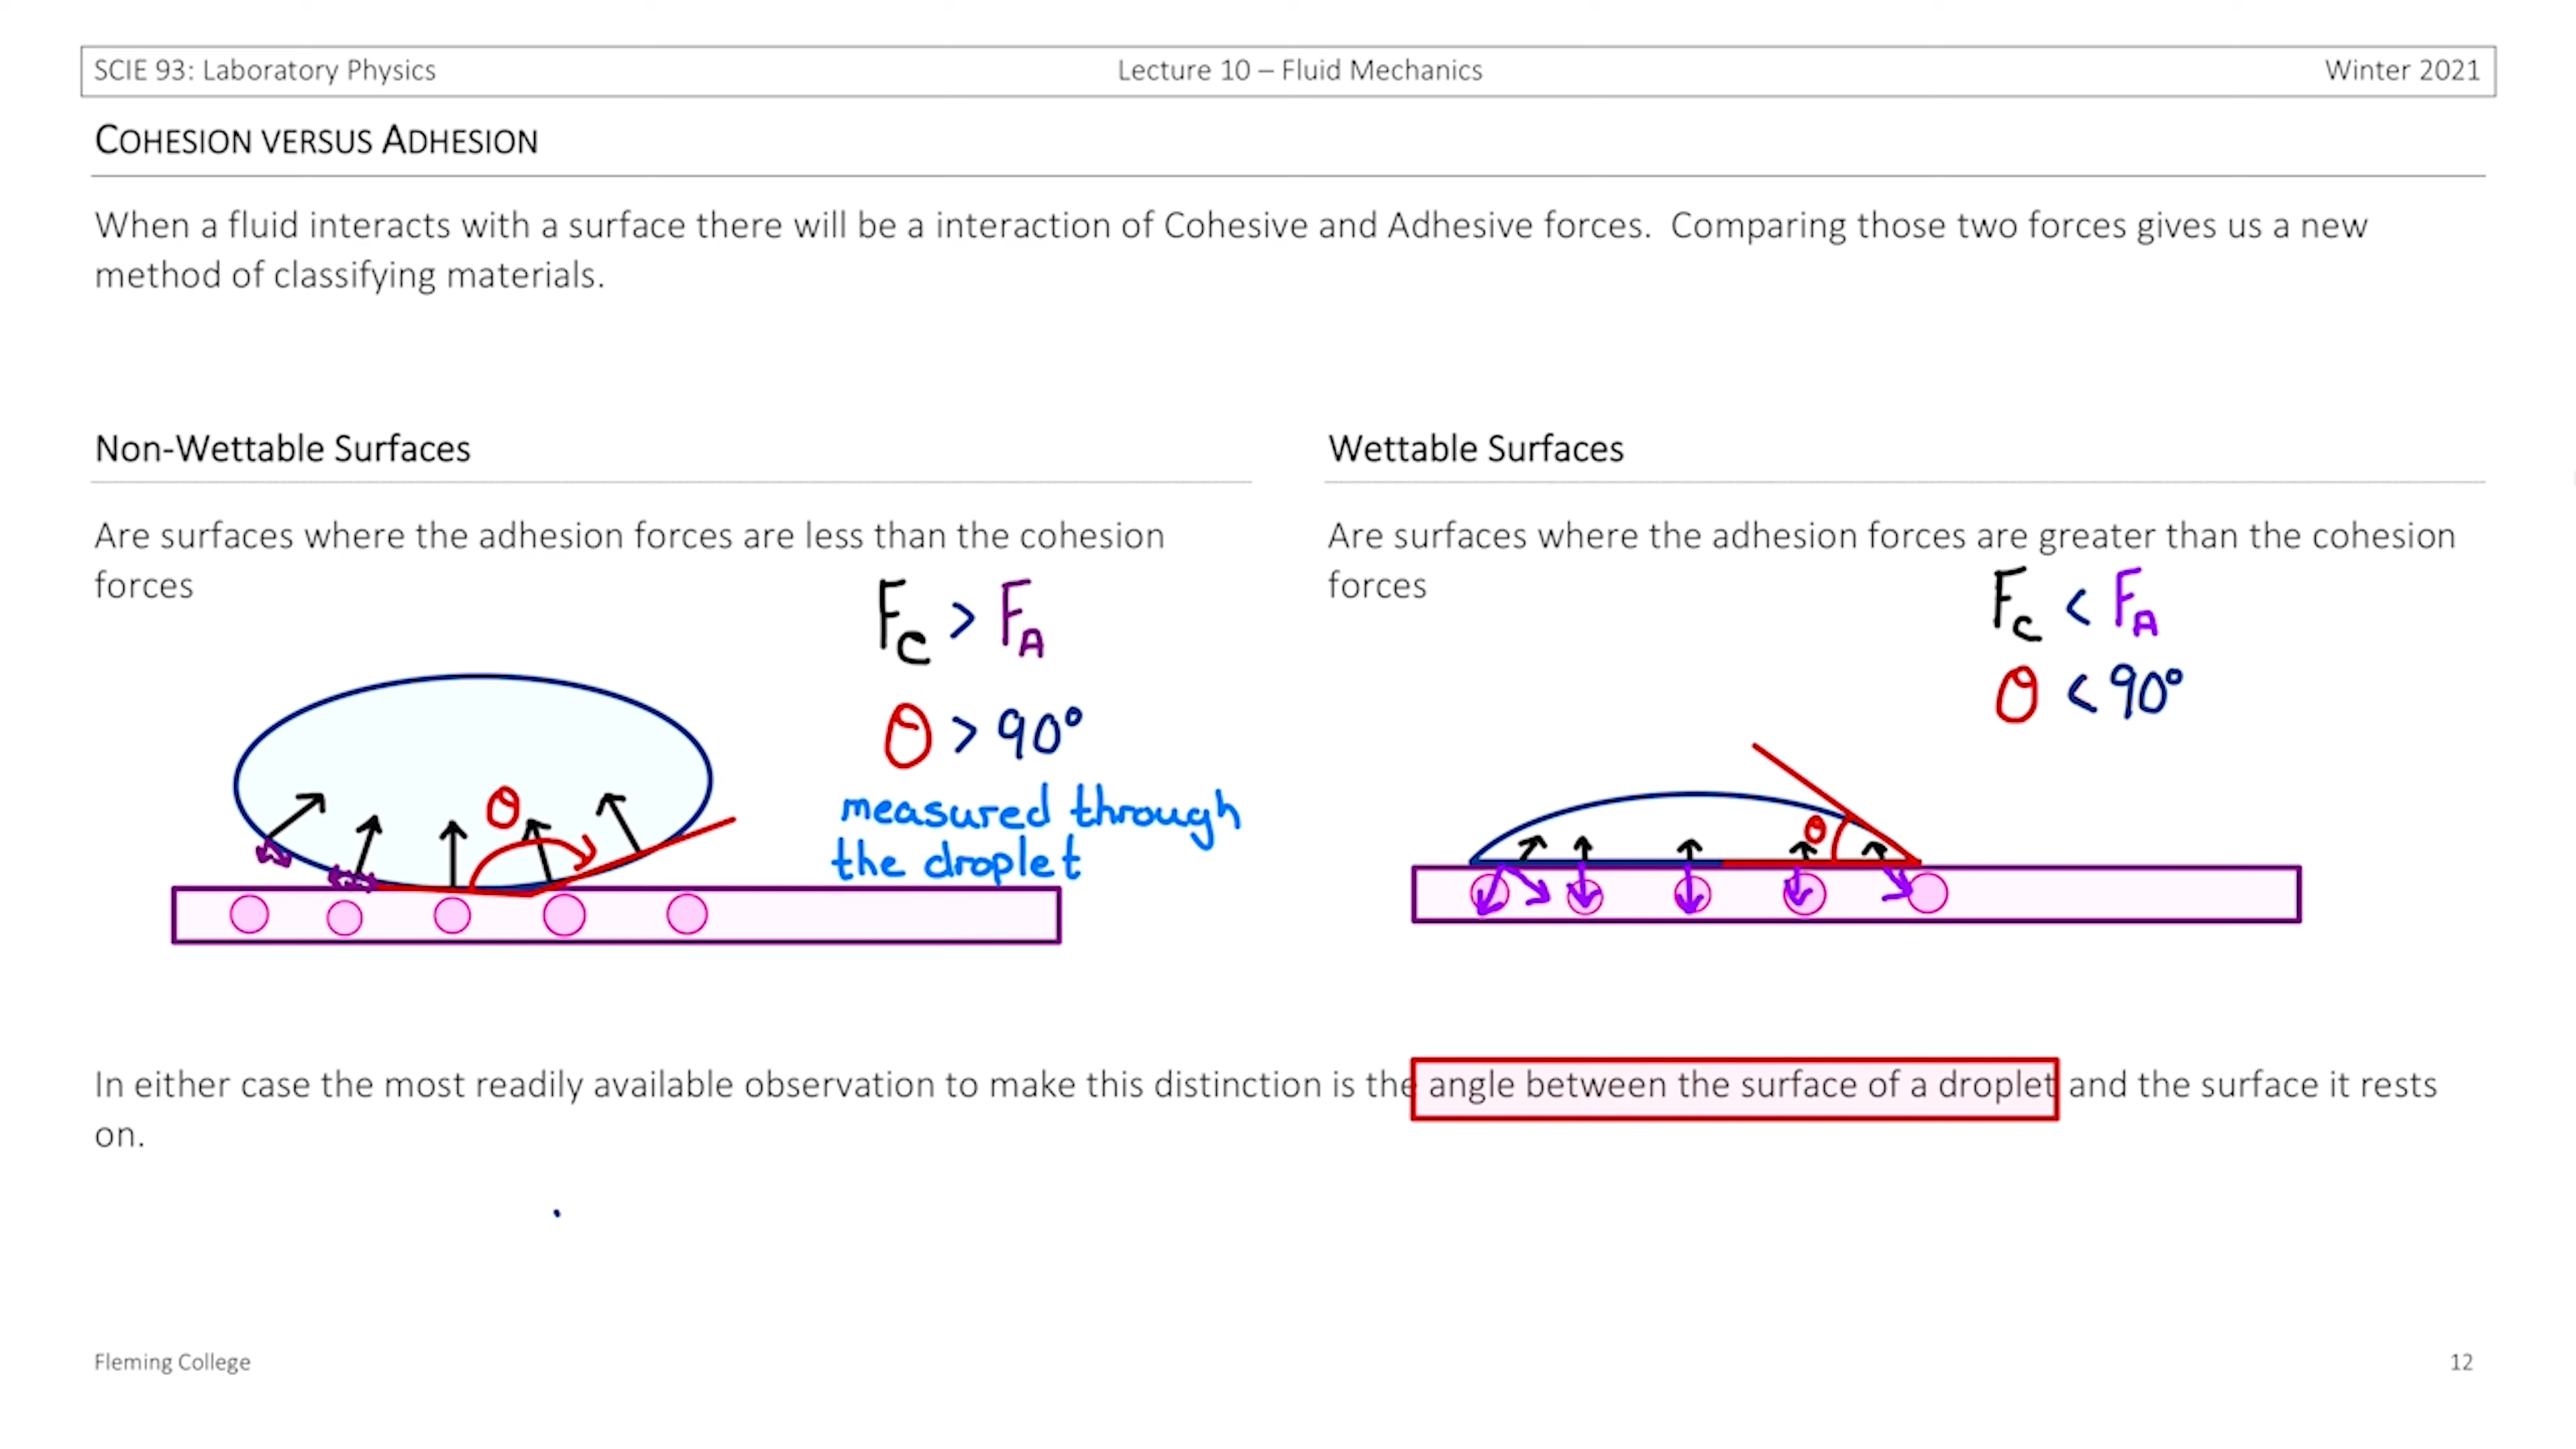 SCIE 93: Laboratory Physics Lecture 10 – Fluid Mechanics Winter 2021
COHESION VERSUS ADHESION
When a fluid interacts with a surface there will be a interaction of Cohesive and Adhesive forces. Comparing those two forces gives us a new
method of classifying materials.
Non-Wettable Surfaces
Are surfaces where the adhesion forces are less than the cohesion
forces
Fc > FA
θ > 90°
measured through
the droplet
θ
Wettable Surfaces
Are surfaces where the adhesion forces are greater than the cohesion
forces
Fc < FA
θ < 90°
θ
In either case the most readily available observation to make this distinction is the angle between the surface of a droplet and the surface it rests
on.
Fleming College 12